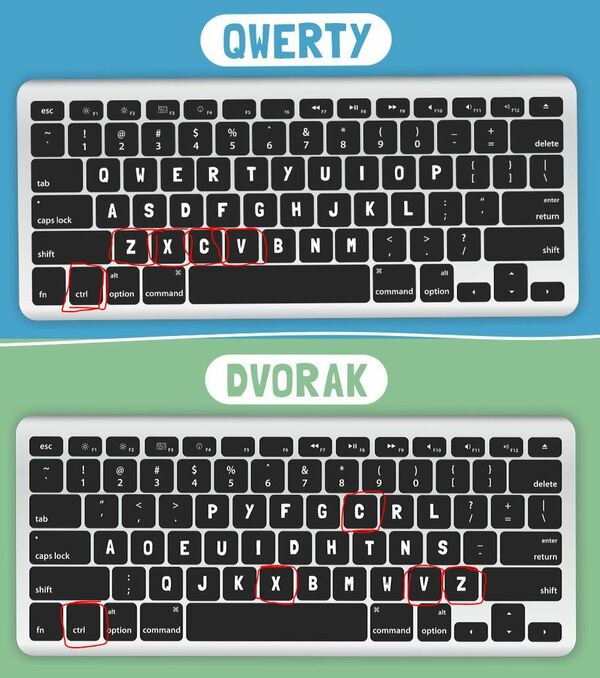 QWERTY
esc F1 F2 F3 F4 F5 F6 F7 F8 F9 F10 F11 F12
~ ! @ # $ % ^ & * ( ) _ +
` 1 2 3 4 5 6 7 8 9 0 - = delete
{ } |
tab Q W E R T Y U I O P [ ] \
caps lock A S D F G H J K L : ; " ' enter return
shift Z X C V B N M < , > . ? / shift
alt ⌘ ⌘ alt
fn ctrl option command command option
DVORAK
esc F1 F2 F3 F4 F5 F6 F7 F8 F9 F10 F11 F12
~ ! @ # $ % ^ & * ( ) { }
` 1 2 3 4 5 6 7 8 9 0 [ ] delete
tab " ' < , > . P Y F G C R L ? / + = | \
caps lock A O E U I D H T N S _ - enter return
shift : ; Q J K X B M W V Z shift
alt ⌘ ⌘ alt
fn ctrl option command command option